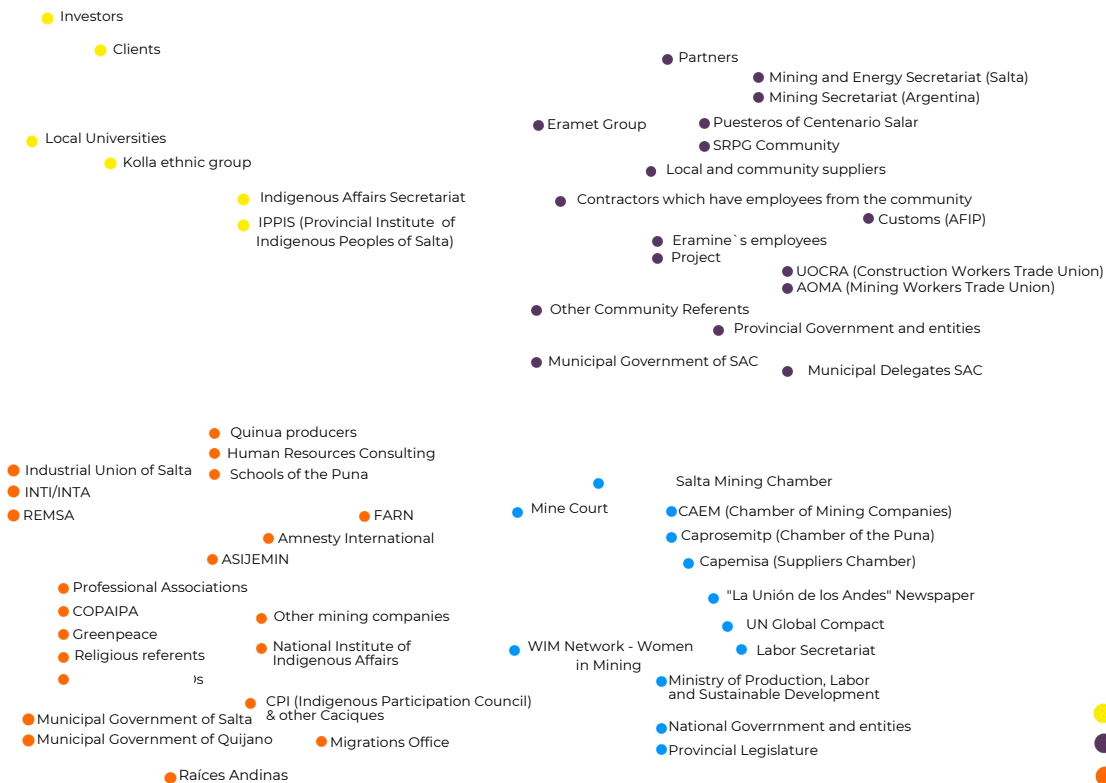 Investors
Clients
Local Universities
Kolla ethnic group
Indigenous Affairs Secretariat
IPPIS (Provincial Institute of
Indigenous Peoples of Salta)
Partners
Mining and Energy Secretariat (Salta)
Mining Secretariat (Argentina)
Eramet Group
Puesteros of Centenario Salar
SRPG Community
Local and community suppliers
Contractors which have employees from the community
Customs (AFIP)
Eramine`s employees
Project
UOCRA (Construction Workers Trade Union)
AOMA (Mining Workers Trade Union)
Other Community Referents
Provincial Government and entities
Municipal Government of SAC
Municipal Delegates SAC
Quinua producers
Human Resources Consulting
Schools of the Puna
Industrial Union of Salta
INTI/INTA
REMSA
FARN
Amnesty International
ASIJEMIN
Professional Associations
COPAIPA
Greenpeace
Religious referents
Other mining companies
National Institute of
Indigenous Affairs
CPI (Indigenous Participation Council)
& other Caciques
Municipal Government of Salta
Municipal Government of Quijano
Migrations Office
Raíces Andinas
Salta Mining Chamber
Mine Court
CAEM (Chamber of Mining Companies)
Caprosemitp (Chamber of the Puna)
Capemisa (Suppliers Chamber)
"La Unión de los Andes" Newspaper
UN Global Compact
Labor Secretariat
WIM Network - Women
in Mining
Ministry of Production, Labor
and Sustainable Development
National Goverrnment and entities
Provincial Legislature